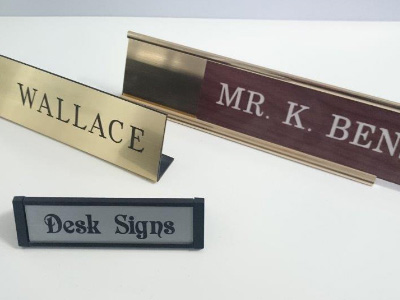 WALLACE
MR. K. BEN
Desk Signs